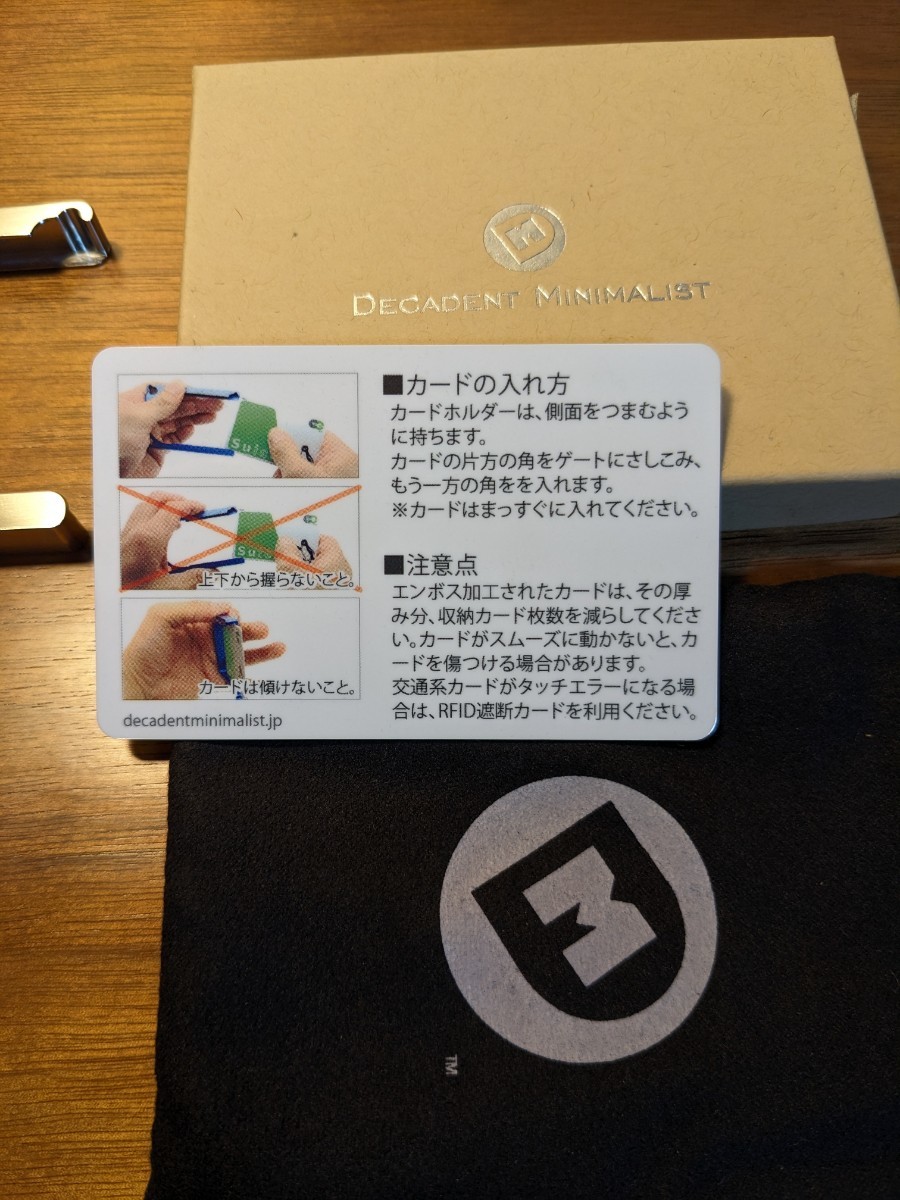 DECADENT MINIMALIST
■カードの入れ方
カードホルダーは、側面をつまむよう
に持ちます。
カードの片方の角をゲートにさしこみ、
もう一方の角をを入れます。
※カードはまっすぐに入れてください。
■注意点
エンボス加工されたカードは、その厚
み分、収納カード枚数を減らしてくださ
い。カードがスムーズに動かないと、カ
ードを傷つける場合があります。
交通系カードがタッチエラーになる場
合は、RFID遮断カードを利用ください。
上下から握らないこと。
カードは傾けないこと。
decadentminimalist.jp
TM